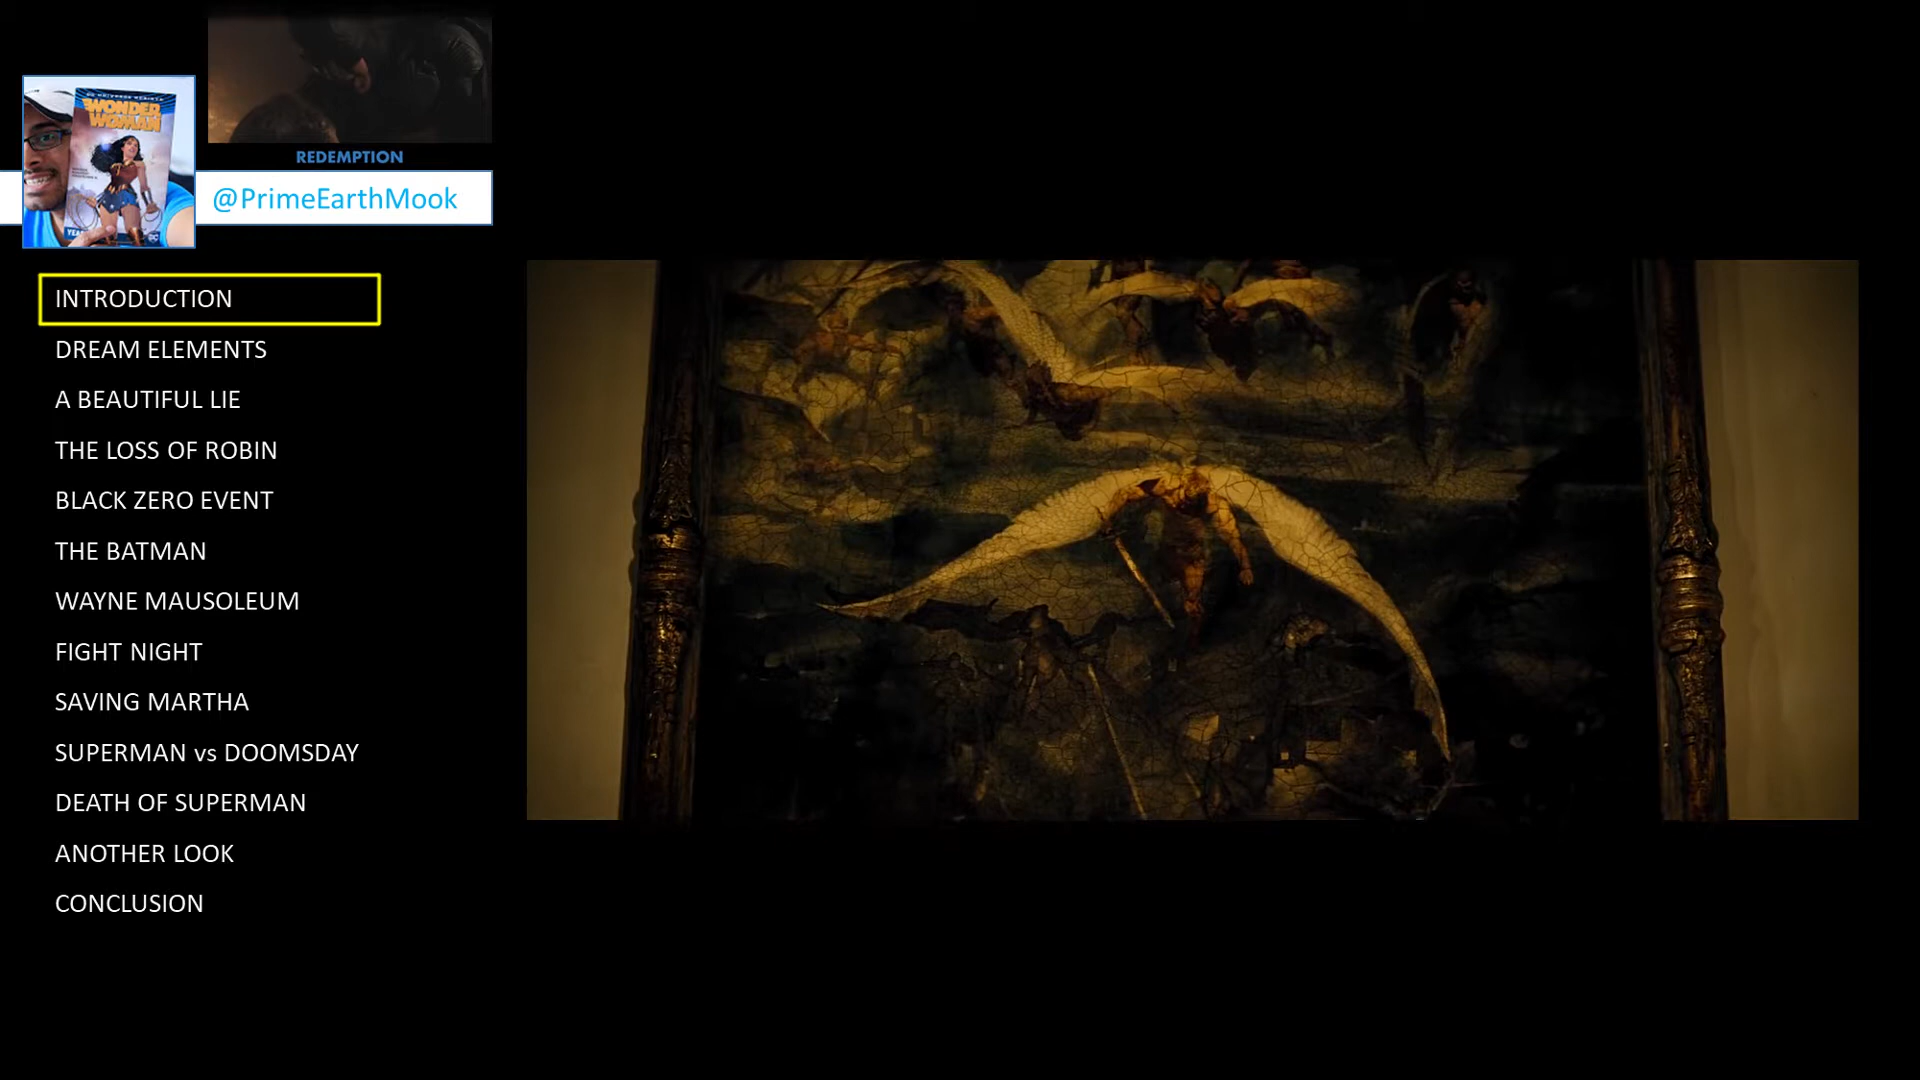 WONDER
WOMAN
REDEMPTION
@PrimeEarthMook
INTRODUCTION
DREAM ELEMENTS
A BEAUTIFUL LIE
THE LOSS OF ROBIN
BLACK ZERO EVENT
THE BATMAN
WAYNE MAUSOLEUM
FIGHT NIGHT
SAVING MARTHA
SUPERMAN vs DOOMSDAY
DEATH OF SUPERMAN
ANOTHER LOOK
CONCLUSION